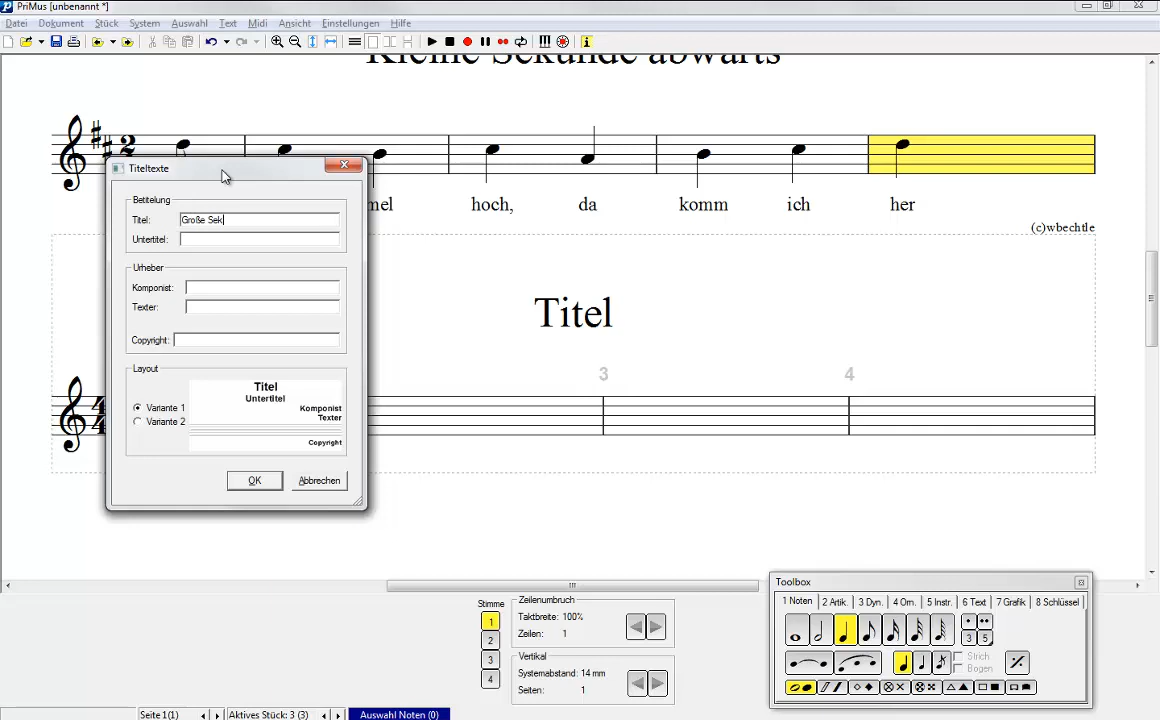 PriMus [unbenannt *]
Datei Dokument Stück System Auswahl Text Midi Ansicht Einstellungen Hilfe
Kleine Sekunde abwärts
2
mel hoch, da komm ich her
(c)wbechtle
Titeltexte
Betitelung
Titel: Große Sek
Untertitel:
Urheber
Komponist:
Texter:
Copyright:
Layout
Variante 1
Variante 2
Titel
Untertitel
Komponist
Texter
Copyright
OK Abbrechen
Titel
3 4
Stimme
1
2
3
4
Zeilenumbruch
Taktbreite: 100%
Zeilen: 1
Vertikal
Systemabstand: 14 mm
Seiten: 1
Toolbox
1 Noten 2 Artik. 3 Dyn. 4 Orn. 5 Instr. 6 Text 7 Grafik 8 Schlüssel
3 5
Strich
Bogen
Seite 1(1) Aktives Stück: 3 (3) Auswahl Noten (0)